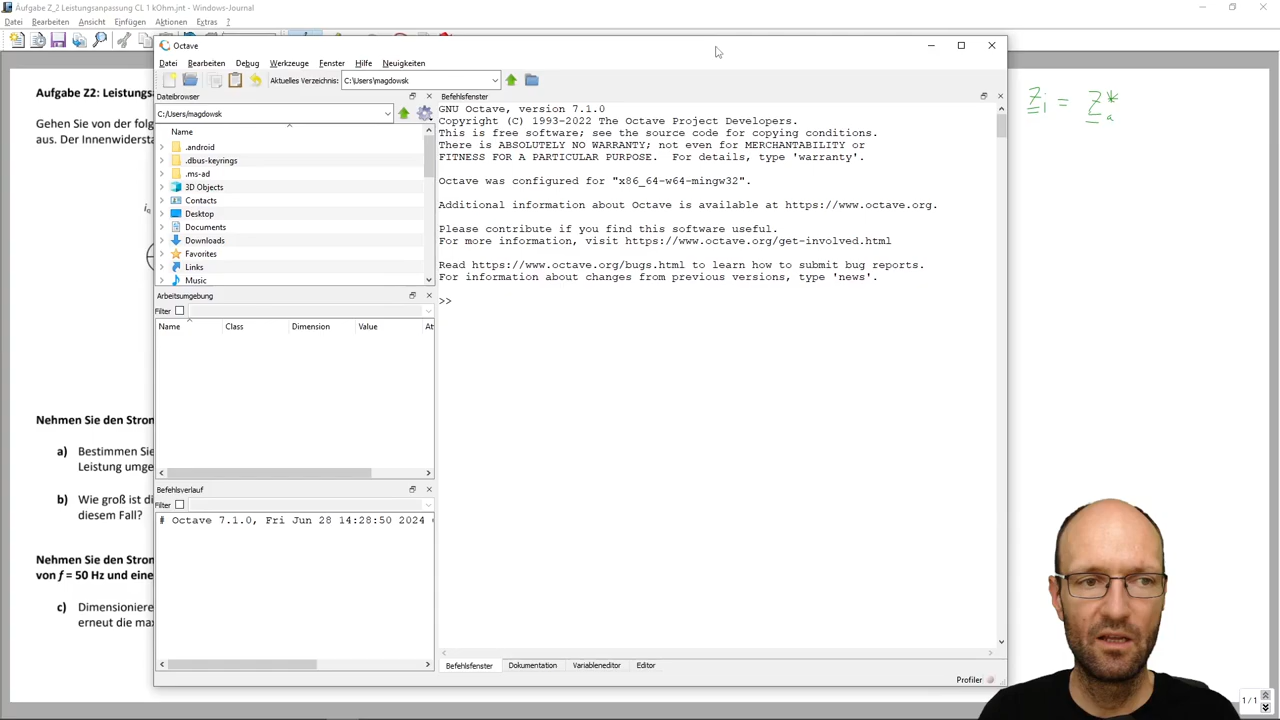 Aufgabe Z_2 Leistungsanpassung CL 1 kOhm.jnt - Windows-Journal
Datei Bearbeiten Ansicht Einfügen Aktionen Extras ?
Aufgabe Z2: Leistungs
Gehen Sie von der folg
aus. Der Innenwidersta
Zi = Za*
Nehmen Sie den Stron
a) Bestimmen Sie
Leistung umge
b) Wie groß ist di
diesem Fall?
Nehmen Sie den Stron
von f = 50 Hz und eine
c) Dimensioniere
erneut die max
1/1
Octave
Datei Bearbeiten Debug Werkzeuge Fenster Hilfe Neuigkeiten
Aktuelles Verzeichnis: C:\Users\magdowsk
Dateibrowser
C:/Users/magdowsk
Name
.android
.dbus-keyrings
.ms-ad
3D Objects
Contacts
Desktop
Documents
Downloads
Favorites
Links
Music
Arbeitsumgebung
Filter
Name Class Dimension Value At
Befehlsverlauf
Filter
# Octave 7.1.0, Fri Jun 28 14:28:50 2024
Befehlsfenster
GNU Octave, version 7.1.0
Copyright (C) 1993-2022 The Octave Project Developers.
This is free software; see the source code for copying conditions.
There is ABSOLUTELY NO WARRANTY; not even for MERCHANTABILITY or
FITNESS FOR A PARTICULAR PURPOSE. For details, type 'warranty'.
Octave was configured for "x86_64-w64-mingw32".
Additional information about Octave is available at https://www.octave.org.
Please contribute if you find this software useful.
For more information, visit https://www.octave.org/get-involved.html
Read https://www.octave.org/bugs.html to learn how to submit bug reports.
For information about changes from previous versions, type 'news'.
>>
Befehlsfenster Dokumentation Variableneditor Editor
Profiler